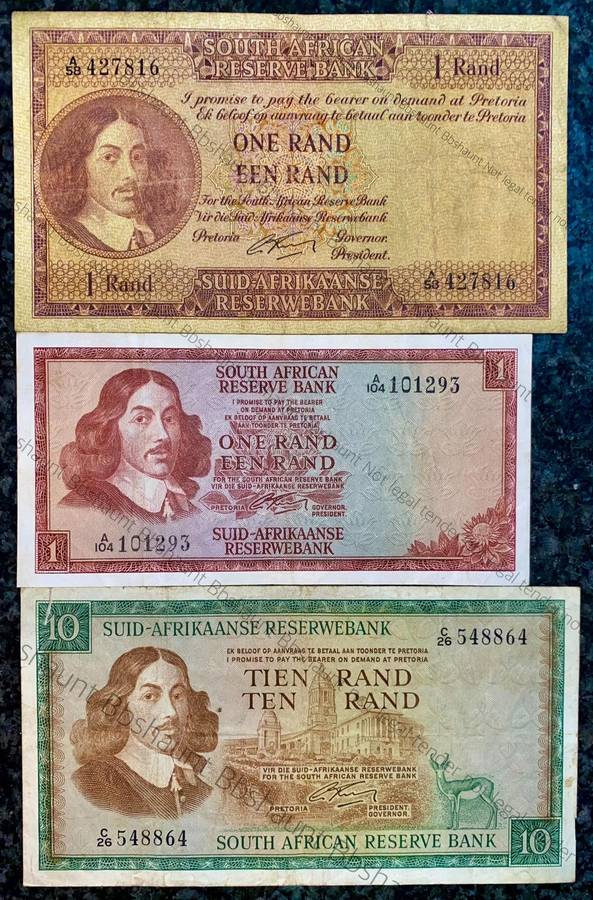 A/58 427816
SOUTH AFRICAN
RESERVE BANK
1 Rand
I promise to pay the bearer on demand at Pretoria
Ek beloof op aanvraag te betaal aan toonder te Pretoria
ONE RAND
EEN RAND
For the South African Reserve Bank
Vir die Suid-Afrikaanse Reserwebank
Pretoria
Governor.
President.
1 Rand
SUID-AFRIKAANSE
RESERWEBANK
A/58 427816
SOUTH AFRICAN
RESERVE BANK
A/104 101293
1
I PROMISE TO PAY THE BEARER
ON DEMAND AT PRETORIA
EK BELOOF OP AANVRAAG TE BETAAL
AAN TOONDER TE PRETORIA
ONE RAND
EEN RAND
FOR THE SOUTH AFRICAN RESERVE BANK
VIR DIE SUID-AFRIKAANSE RESERWEBANK
PRETORIA
GOVERNOR.
PRESIDENT.
1
A/104 101293
SUID-AFRIKAANSE
RESERWEBANK
10
SUID-AFRIKAANSE RESERWEBANK
C/26 548864
EK BELOOF OP AANVRAAG TE BETAAL AAN TOONDER TE PRETORIA
I PROMISE TO PAY THE BEARER ON DEMAND AT PRETORIA
TIEN RAND
TEN RAND
VIR DIE SUID-AFRIKAANSE RESERWEBANK
FOR THE SOUTH AFRICAN RESERVE BANK
PRETORIA
PRESIDENT.
GOVERNOR.
C/26 548864
SOUTH AFRICAN RESERVE BANK
10
Bbshaunt Bbshaunt Not legal tender